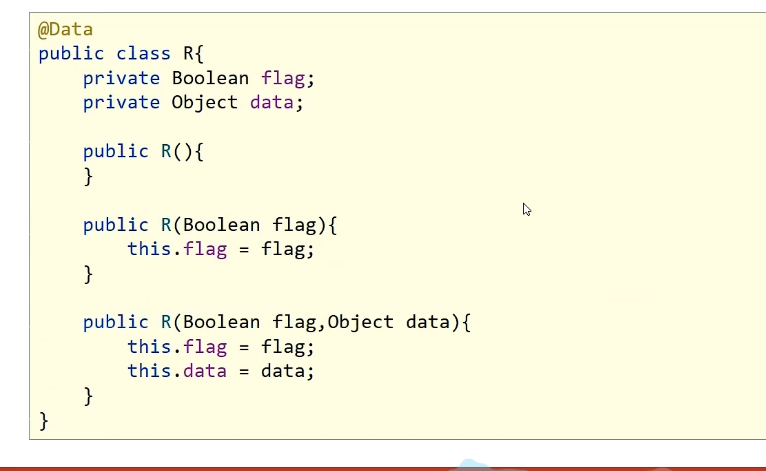 @Data
public class R{
    private Boolean flag;
    private Object data;

    public R(){
    }

    public R(Boolean flag){
        this.flag = flag;
    }

    public R(Boolean flag,Object data){
        this.flag = flag;
        this.data = data;
    }
}